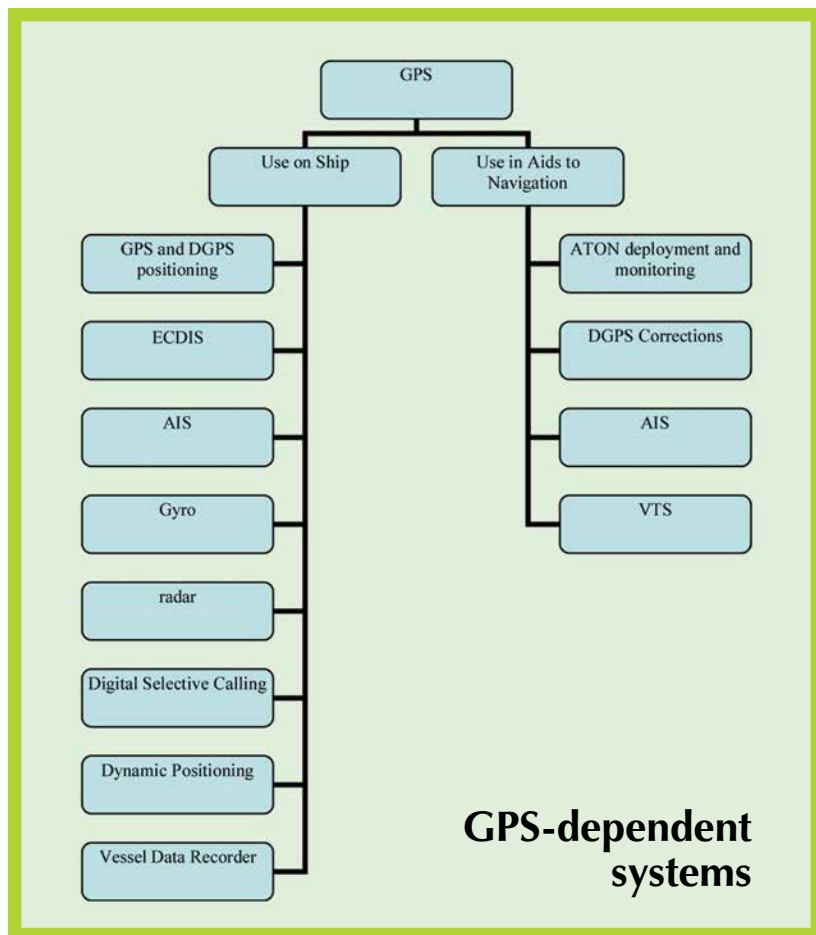 GPS
Use on Ship
Use in Aids to
Navigation
GPS and DGPS
positioning
ECDIS
AIS
Gyro
radar
Digital Selective Calling
Dynamic Positioning
Vessel Data Recorder
ATON deployment and
monitoring
DGPS Corrections
AIS
VTS
GPS-dependent
systems